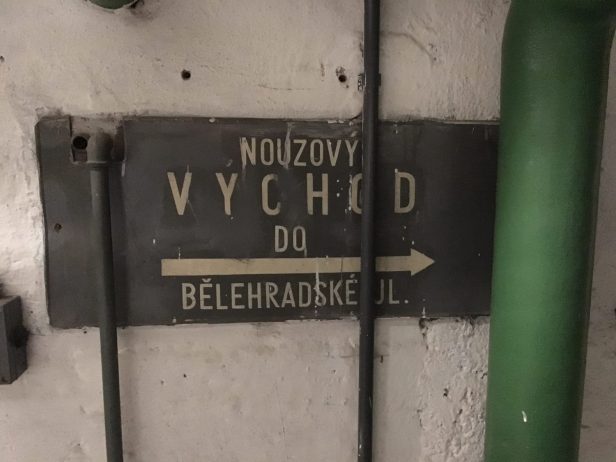 NOUZOVÝ
VÝCHOD
DO
BĚLEHRADSKÉ UL.